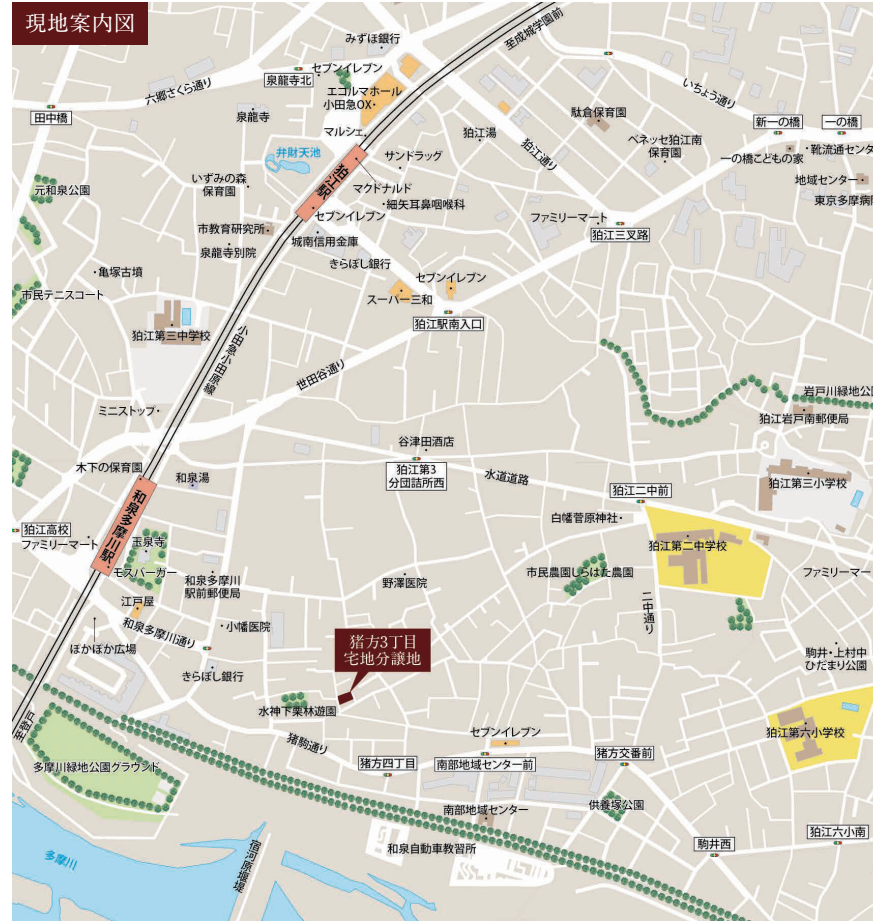 現地案内図
みずほ銀行
至成城学園前
セブンイレブン
泉龍寺北
六郷さくら通り
エコルマホール
小田急OX
いちょう通り
田中橋
泉龍寺
マルシェ
狛江湯
狛江通り
駄倉保育園
新一の橋
一の橋
弁財天池
サンドラッグ
ベネッセ狛江南
保育園
一の橋こどもの家
靴流通センタ
元和泉公園
いずみの森
保育園
狛江駅
マクドナルド
細矢耳鼻咽喉科
地域センター
東京多摩病院
市教育研究所
セブンイレブン
ファミリーマート
狛江三叉路
泉龍寺別院
城南信用金庫
きらぼし銀行
亀塚古墳
セブンイレブン
市民テニスコート
スーパー三和
狛江駅南入口
狛江第三中学校
小田急小田原線
世田谷通り
岩戸川緑地公園
ミニストップ
狛江岩戸南郵便局
谷津田酒店
木下の保育園
和泉湯
狛江第3
分団詰所西
水道道路
狛江第三小学校
狛江二中前
和泉多摩川駅
白幡菅原神社
狛江高校
ファミリーマート
玉泉寺
狛江第二中学校
モスバーガー
和泉多摩川
駅前郵便局
野澤医院
市民農園しらはた農園
ファミリーマー
江戸屋
二中通り
和泉多摩川通り
小幡医院
ほかほか広場
猪方3丁目
宅地分譲地
駒井・上村中
ひだまり公園
きらぼし銀行
水神下栗林遊園
至登戸
猪駒通り
セブンイレブン
狛江第六小学校
多摩川緑地公園グラウンド
猪方四丁目
南部地域センター前
猪方交番前
南部地域センター
供養塚公園
駒井西
狛江六小南
和泉自動車教習所
多摩川
宿河原堰堤